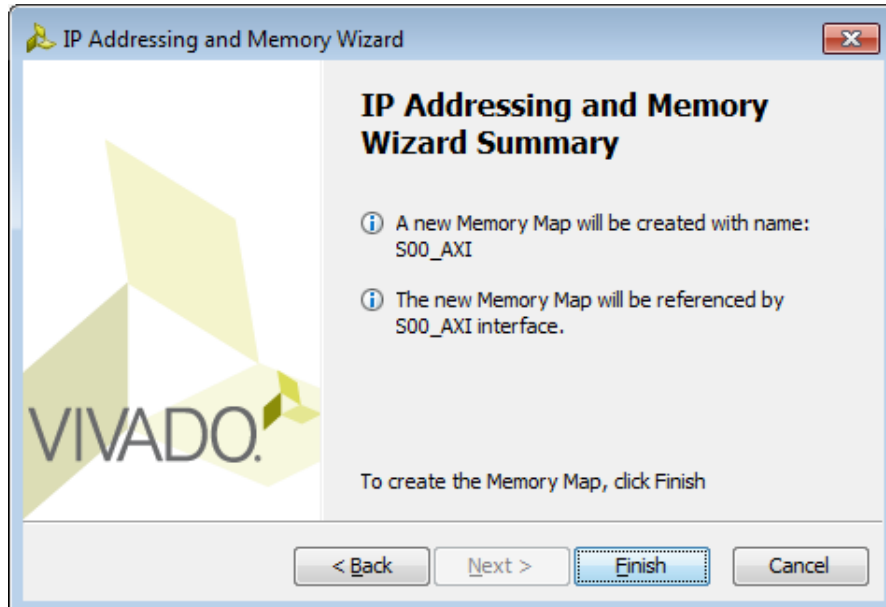 IP Addressing and Memory Wizard
IP Addressing and Memory
Wizard Summary
A new Memory Map will be created with name:
S00_AXI
The new Memory Map will be referenced by
S00_AXI interface.
VIVADO.
To create the Memory Map, click Finish
< Back
Next >
Finish
Cancel